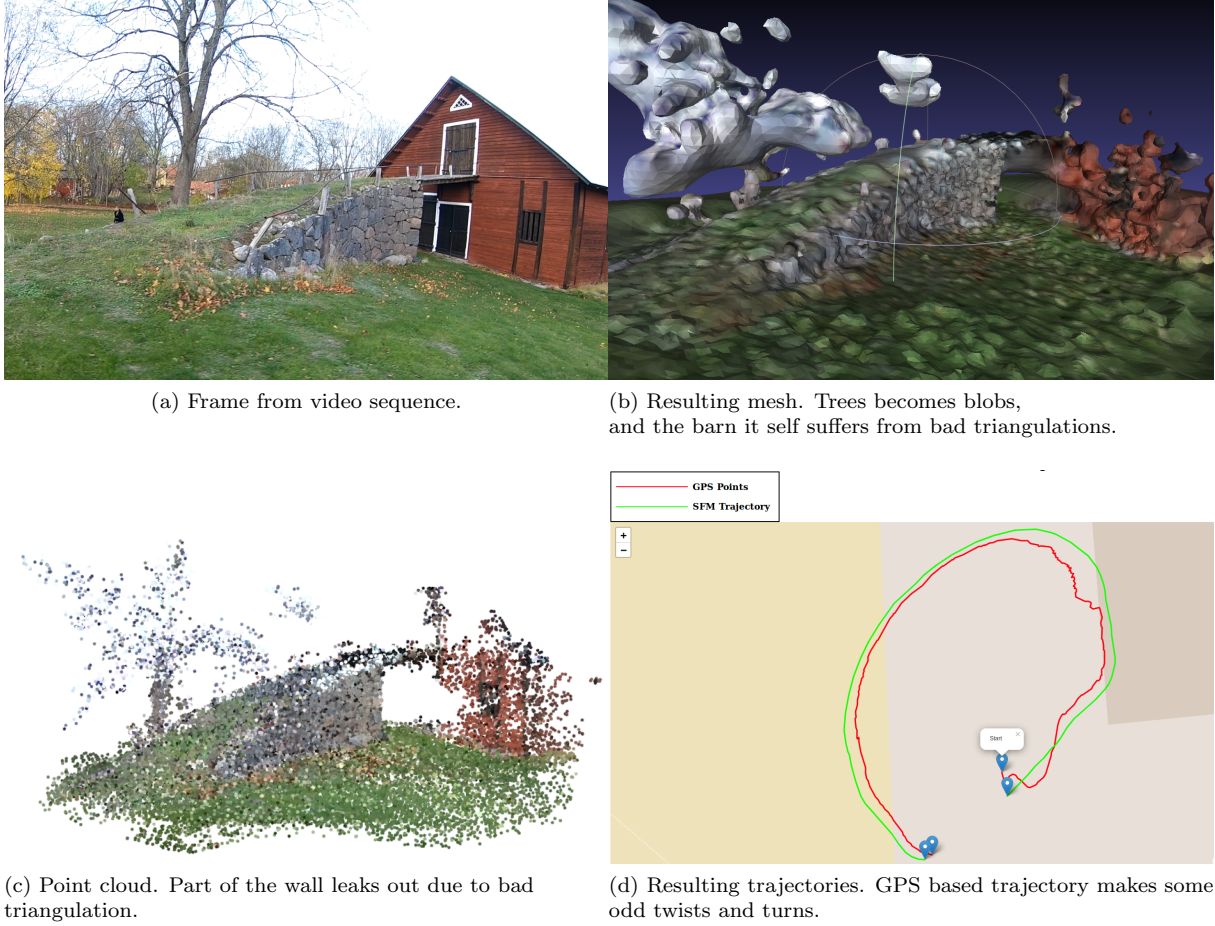 (a) Frame from video sequence.
(b) Resulting mesh. Trees becomes blobs,
and the barn it self suffers from bad triangulations.
GPS Points
SFM Trajectory
+
−
Start
×
(c) Point cloud. Part of the wall leaks out due to bad
triangulation.
(d) Resulting trajectories. GPS based trajectory makes some
odd twists and turns.